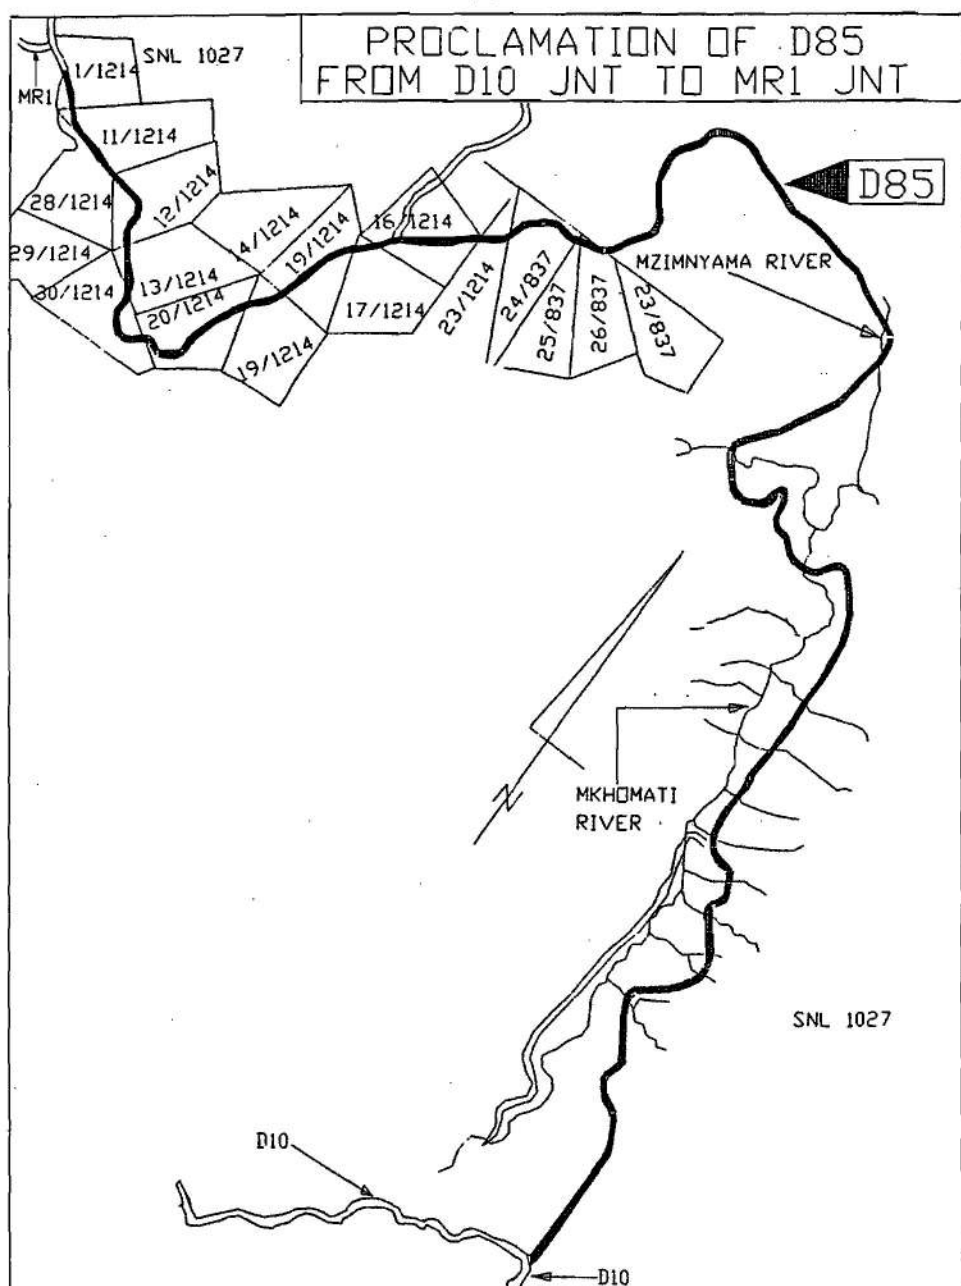 PROCLAMATION OF D85
FROM D10 JNT TO MR1 JNT
SNL 1027
1/1214
MR1
11/1214
28/1214
12/1214
29/1214
30/1214
13/1214
14/1214
19/1214
16/1214
20/1214
17/1214
19/1214
23/1214
24/837
25/837
26/837
23/837
D85
MZIMNYAMA RIVER
MKHOMATI
RIVER
N
SNL 1027
D10
D10